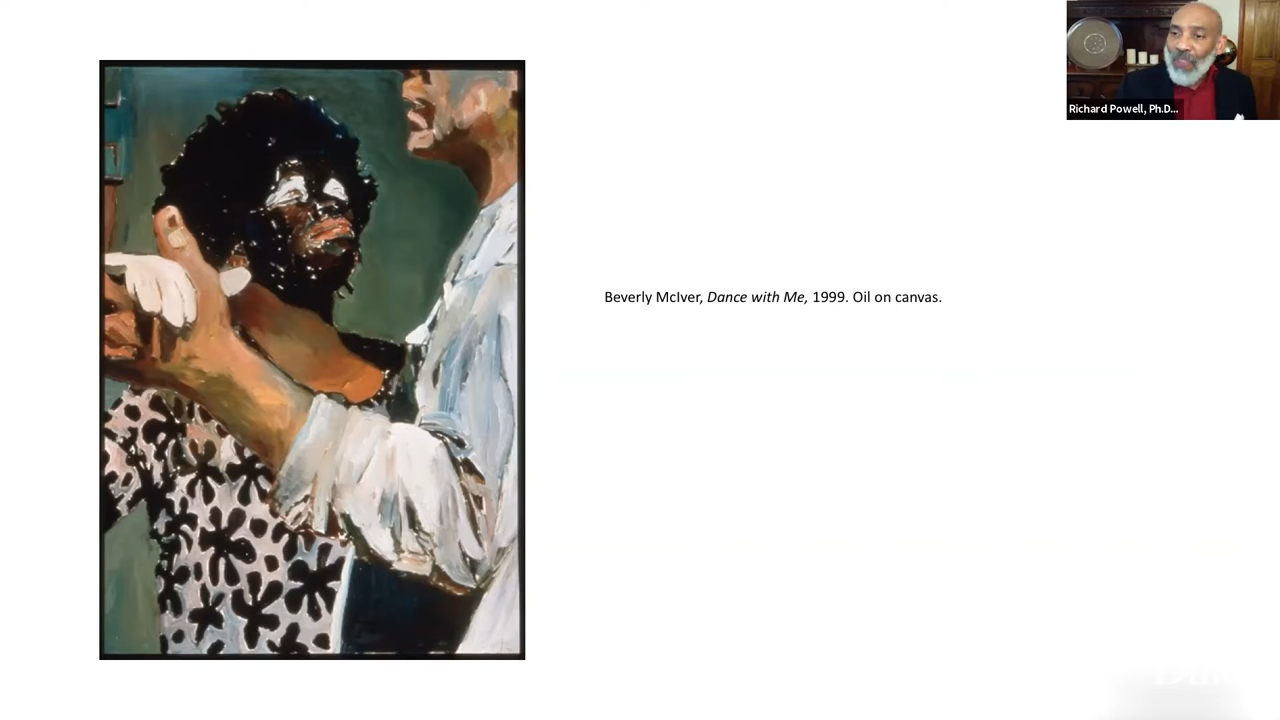 Richard Powell, Ph.D...
Beverly McIver, Dance with Me, 1999. Oil on canvas.